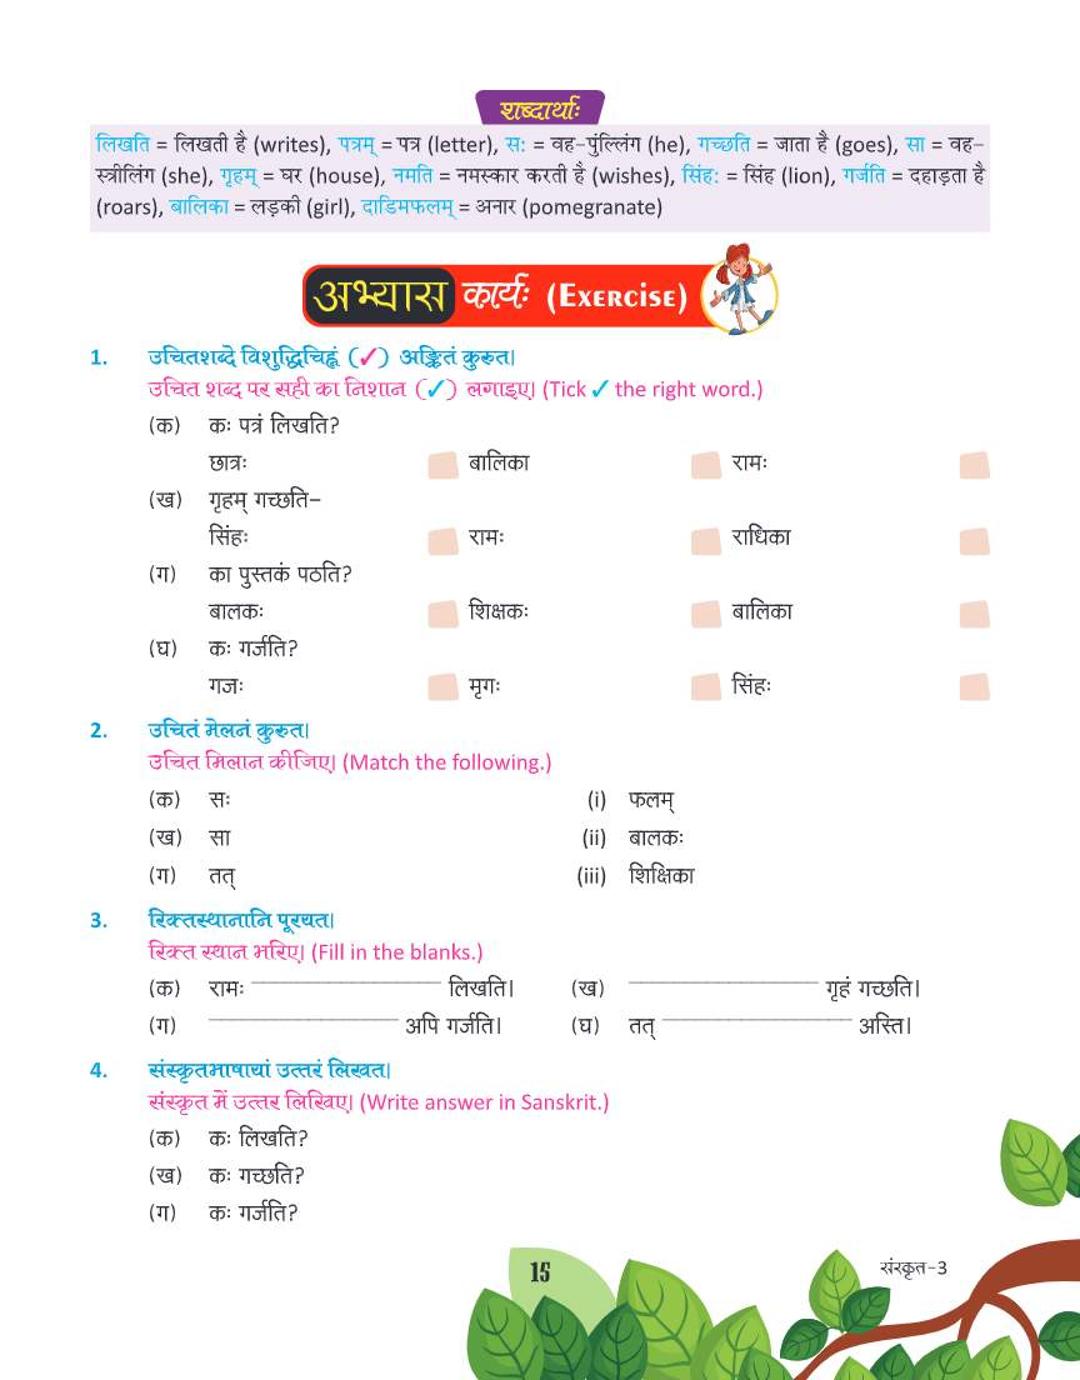 शब्दार्थाः
लिखति = लिखती है (writes), पत्रम् = पत्र (letter), सः = वह-पुंल्लिंग (he), गच्छति = जाता है (goes), सा = वह-
स्त्रीलिंग (she), गृहम् = घर (house), नमति = नमस्कार करती है (wishes), सिंहः = सिंह (lion), गर्जति = दहाड़ता है
(roars), बालिका = लड़की (girl), दाडिमफलम् = अनार (pomegranate)
अभ्यास कार्यः (EXERCISE)
1. उचितशब्दे विशुद्धिचिह्नं (✓) अङ्कितं कुरुत।
उचित शब्द पर सही का निशान (✓) लगाइए। (Tick ✓ the right word.)
(क) कः पत्रं लिखति?
छात्रः बालिका रामः
(ख) गृहम् गच्छति–
सिंहः रामः राधिका
(ग) का पुस्तकं पठति?
बालकः शिक्षकः बालिका
(घ) कः गर्जति?
गजः मृगः सिंहः
2. उचितं मेलनं कुरुत।
उचित मिलान कीजिए। (Match the following.)
(क) सः (i) फलम्
(ख) सा (ii) बालकः
(ग) तत् (iii) शिक्षिका
3. रिक्तस्थानानि पूरयत।
रिक्त स्थान भरिए। (Fill in the blanks.)
(क) रामः ____________ लिखति। (ख) ____________ गृहं गच्छति।
(ग) ____________ अपि गर्जति। (घ) तत् ____________ अस्ति।
4. संस्कृतभाषायां उत्तरं लिखत।
संस्कृत में उत्तर लिखिए। (Write answer in Sanskrit.)
(क) कः लिखति?
(ख) कः गच्छति?
(ग) कः गर्जति?
15
संस्कृत-3